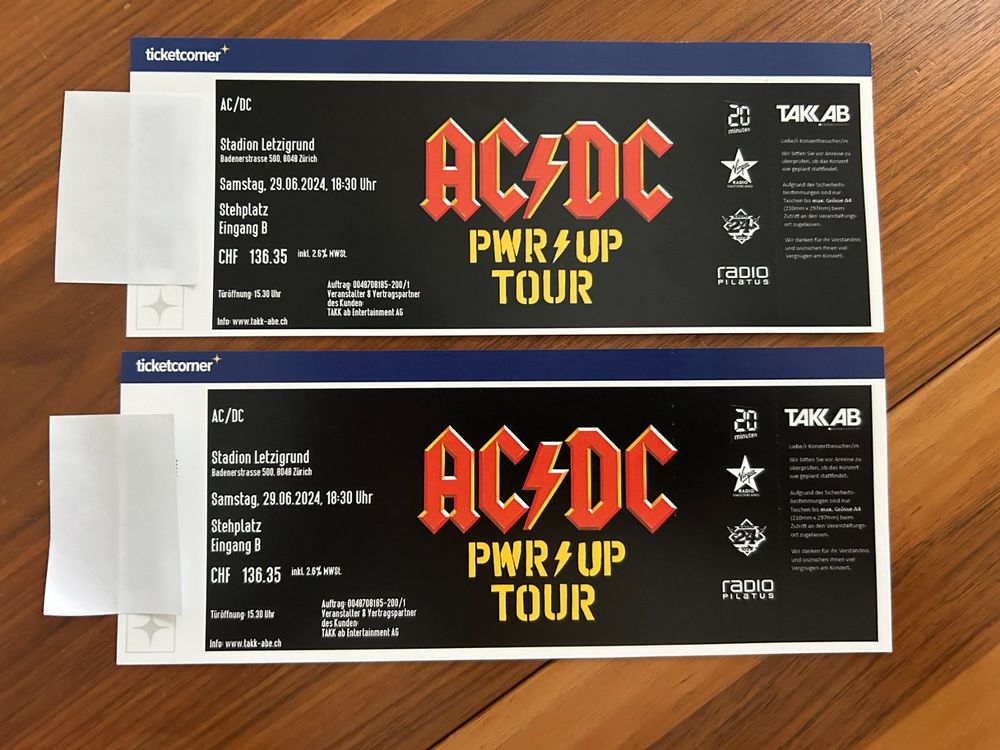 ticketcorner
AC/DC
Stadion Letzigrund
Badenerstrasse 500, 8048 Zürich
Samstag, 29.06.2024, 18:30 Uhr
Stehplatz
Eingang B
CHF 136.35 inkl. 2.6% MWSt.
Türöffnung: 15.30 Uhr
Auftrag: 0048708185-200/1
Veranstalter & Vertragspartner
des Kunden:
TAKK ab Entertainment AG
Info: www.takk-abe.ch
AC DC
PWR UP
TOUR
20
minuten
Virgin
RADIO
SWITZERLAND
24
RADIO
PILATUS
TAKK AB
Liebe/r Konzertbesucher/in
Wir bitten Sie vor Anreise zu
überprüfen, ob das Konzert
wie geplant stattfindet.
Aufgrund der Sicherheits-
bestimmungen sind nur
Taschen bis max. Grösse A4
(210mm x 297mm) beim
Zutritt an den Veranstaltungs-
ort zugelassen.
Wir danken für Ihr Verständnis
und wünschen Ihnen viel
Vergnügen am Konzert.
ticketcorner
AC/DC
Stadion Letzigrund
Badenerstrasse 500, 8048 Zürich
Samstag, 29.06.2024, 18:30 Uhr
Stehplatz
Eingang B
CHF 136.35 inkl. 2.6% MWSt.
Türöffnung: 15.30 Uhr
Auftrag: 0048708185-200/1
Veranstalter & Vertragspartner
des Kunden:
TAKK ab Entertainment AG
Info: www.takk-abe.ch
AC DC
PWR UP
TOUR
20
minuten
Virgin
RADIO
SWITZERLAND
24
RADIO
PILATUS
TAKK AB
Liebe/r Konzertbesucher/in
Wir bitten Sie vor Anreise zu
überprüfen, ob das Konzert
wie geplant stattfindet.
Aufgrund der Sicherheits-
bestimmungen sind nur
Taschen bis max. Grösse A4
(210mm x 297mm) beim
Zutritt an den Veranstaltungs-
ort zugelassen.
Wir danken für Ihr Verständnis
und wünschen Ihnen viel
Vergnügen am Konzert.